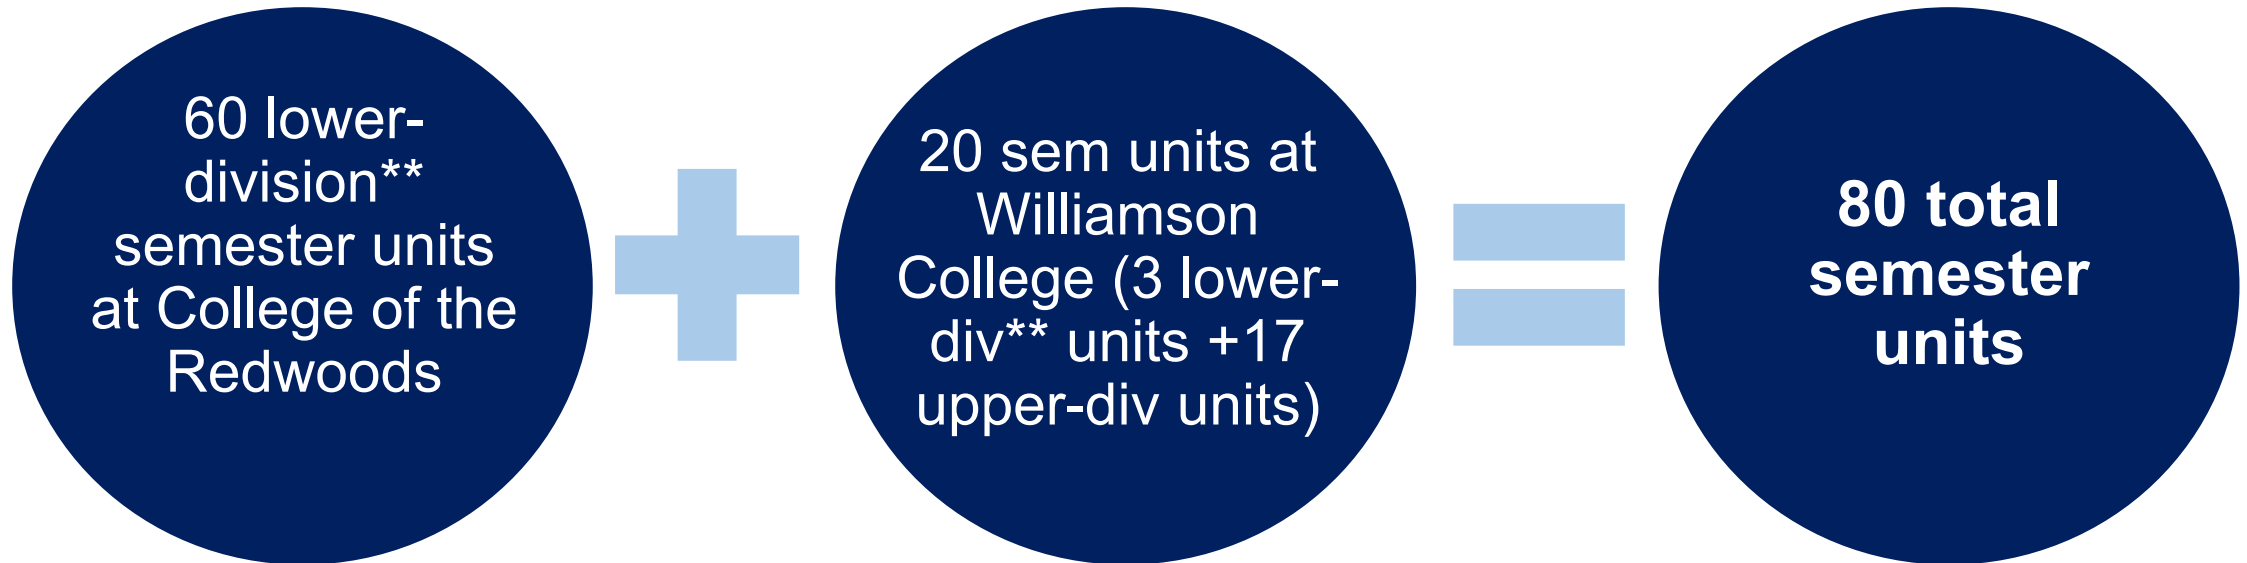 60 lower-
division**
semester units
at College of the
Redwoods
20 sem units at
Williamson
College (3 lower-
div** units +17
upper-div units)
80 total
semester
units